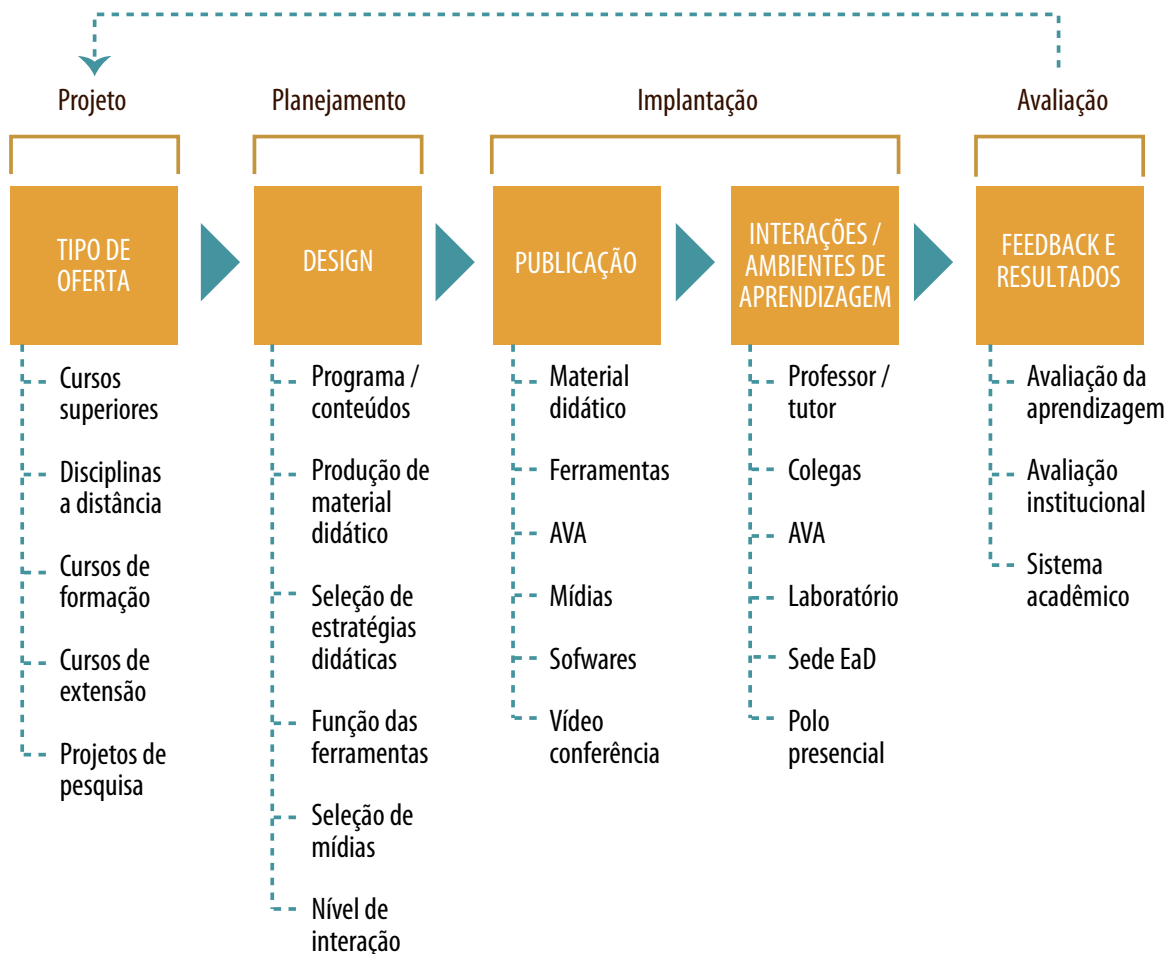 Projeto
Planejamento
Implantação
Avaliação
TIPO DE
OFERTA
DESIGN
PUBLICAÇÃO
INTERAÇÕES /
AMBIENTES DE
APRENDIZAGEM
FEEDBACK E
RESULTADOS
Cursos
superiores
Disciplinas
a distância
Cursos de
formação
Cursos de
extensão
Projetos de
pesquisa
Programa /
conteúdos
Produção de
material
didático
Seleção de
estratégias
didáticas
Função das
ferramentas
Seleção de
mídias
Nível de
interação
Material
didático
Ferramentas
AVA
Mídias
Sofwares
Vídeo
conferência
Professor /
tutor
Colegas
AVA
Laboratório
Sede EaD
Polo
presencial
Avaliação da
aprendizagem
Avaliação
institucional
Sistema
acadêmico